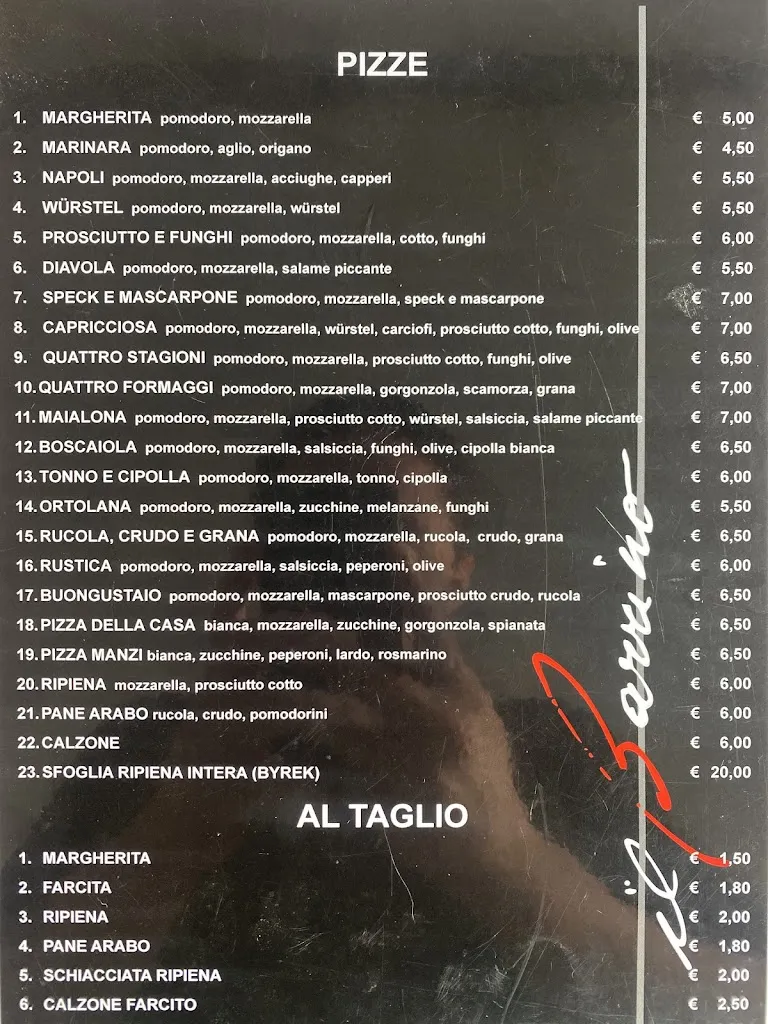 PIZZE
1. MARGHERITA pomodoro, mozzarella € 5,00
2. MARINARA pomodoro, aglio, origano € 4,50
3. NAPOLI pomodoro, mozzarella, acciughe, capperi € 5,50
4. WÜRSTEL pomodoro, mozzarella, würstel € 5,50
5. PROSCIUTTO E FUNGHI pomodoro, mozzarella, cotto, funghi € 6,00
6. DIAVOLA pomodoro, mozzarella, salame piccante € 5,50
7. SPECK E MASCARPONE pomodoro, mozzarella, speck e mascarpone € 7,00
8. CAPRICCIOSA pomodoro, mozzarella, würstel, carciofi, prosciutto cotto, funghi, olive € 7,00
9. QUATTRO STAGIONI pomodoro, mozzarella, prosciutto cotto, funghi, olive € 6,50
10. QUATTRO FORMAGGI pomodoro, mozzarella, gorgonzola, scamorza, grana € 7,00
11. MAIALONA pomodoro, mozzarella, prosciutto cotto, würstel, salsiccia, salame piccante € 7,00
12. BOSCAIOLA pomodoro, mozzarella, salsiccia, funghi, olive, cipolla bianca € 6,50
13. TONNO E CIPOLLA pomodoro, mozzarella, tonno, cipolla € 6,00
14. ORTOLANA pomodoro, mozzarella, zucchine, melanzane, funghi € 5,50
15. RUCOLA, CRUDO E GRANA pomodoro, mozzarella, rucola, crudo, grana € 6,50
16. RUSTICA pomodoro, mozzarella, salsiccia, peperoni, olive € 6,00
17. BUONGUSTAIO pomodoro, mozzarella, mascarpone, prosciutto crudo, rucola € 6,50
18. PIZZA DELLA CASA bianca, mozzarella, zucchine, gorgonzola, spianata € 6,50
19. PIZZA MANZI bianca, zucchine, peperoni, lardo, rosmarino € 6,50
20. RIPIENA mozzarella, prosciutto cotto € 6,00
21. PANE ARABO rucola, crudo, pomodorini € 6,00
22. CALZONE € 6,00
23. SFOGLIA RIPIENA INTERA (BYREK) € 20,00
AL TAGLIO
1. MARGHERITA € 1,50
2. FARCITA € 1,80
3. RIPIENA € 2,00
4. PANE ARABO € 1,80
5. SCHIACCIATA RIPIENA € 2,00
6. CALZONE FARCITO € 2,50
il Barrino